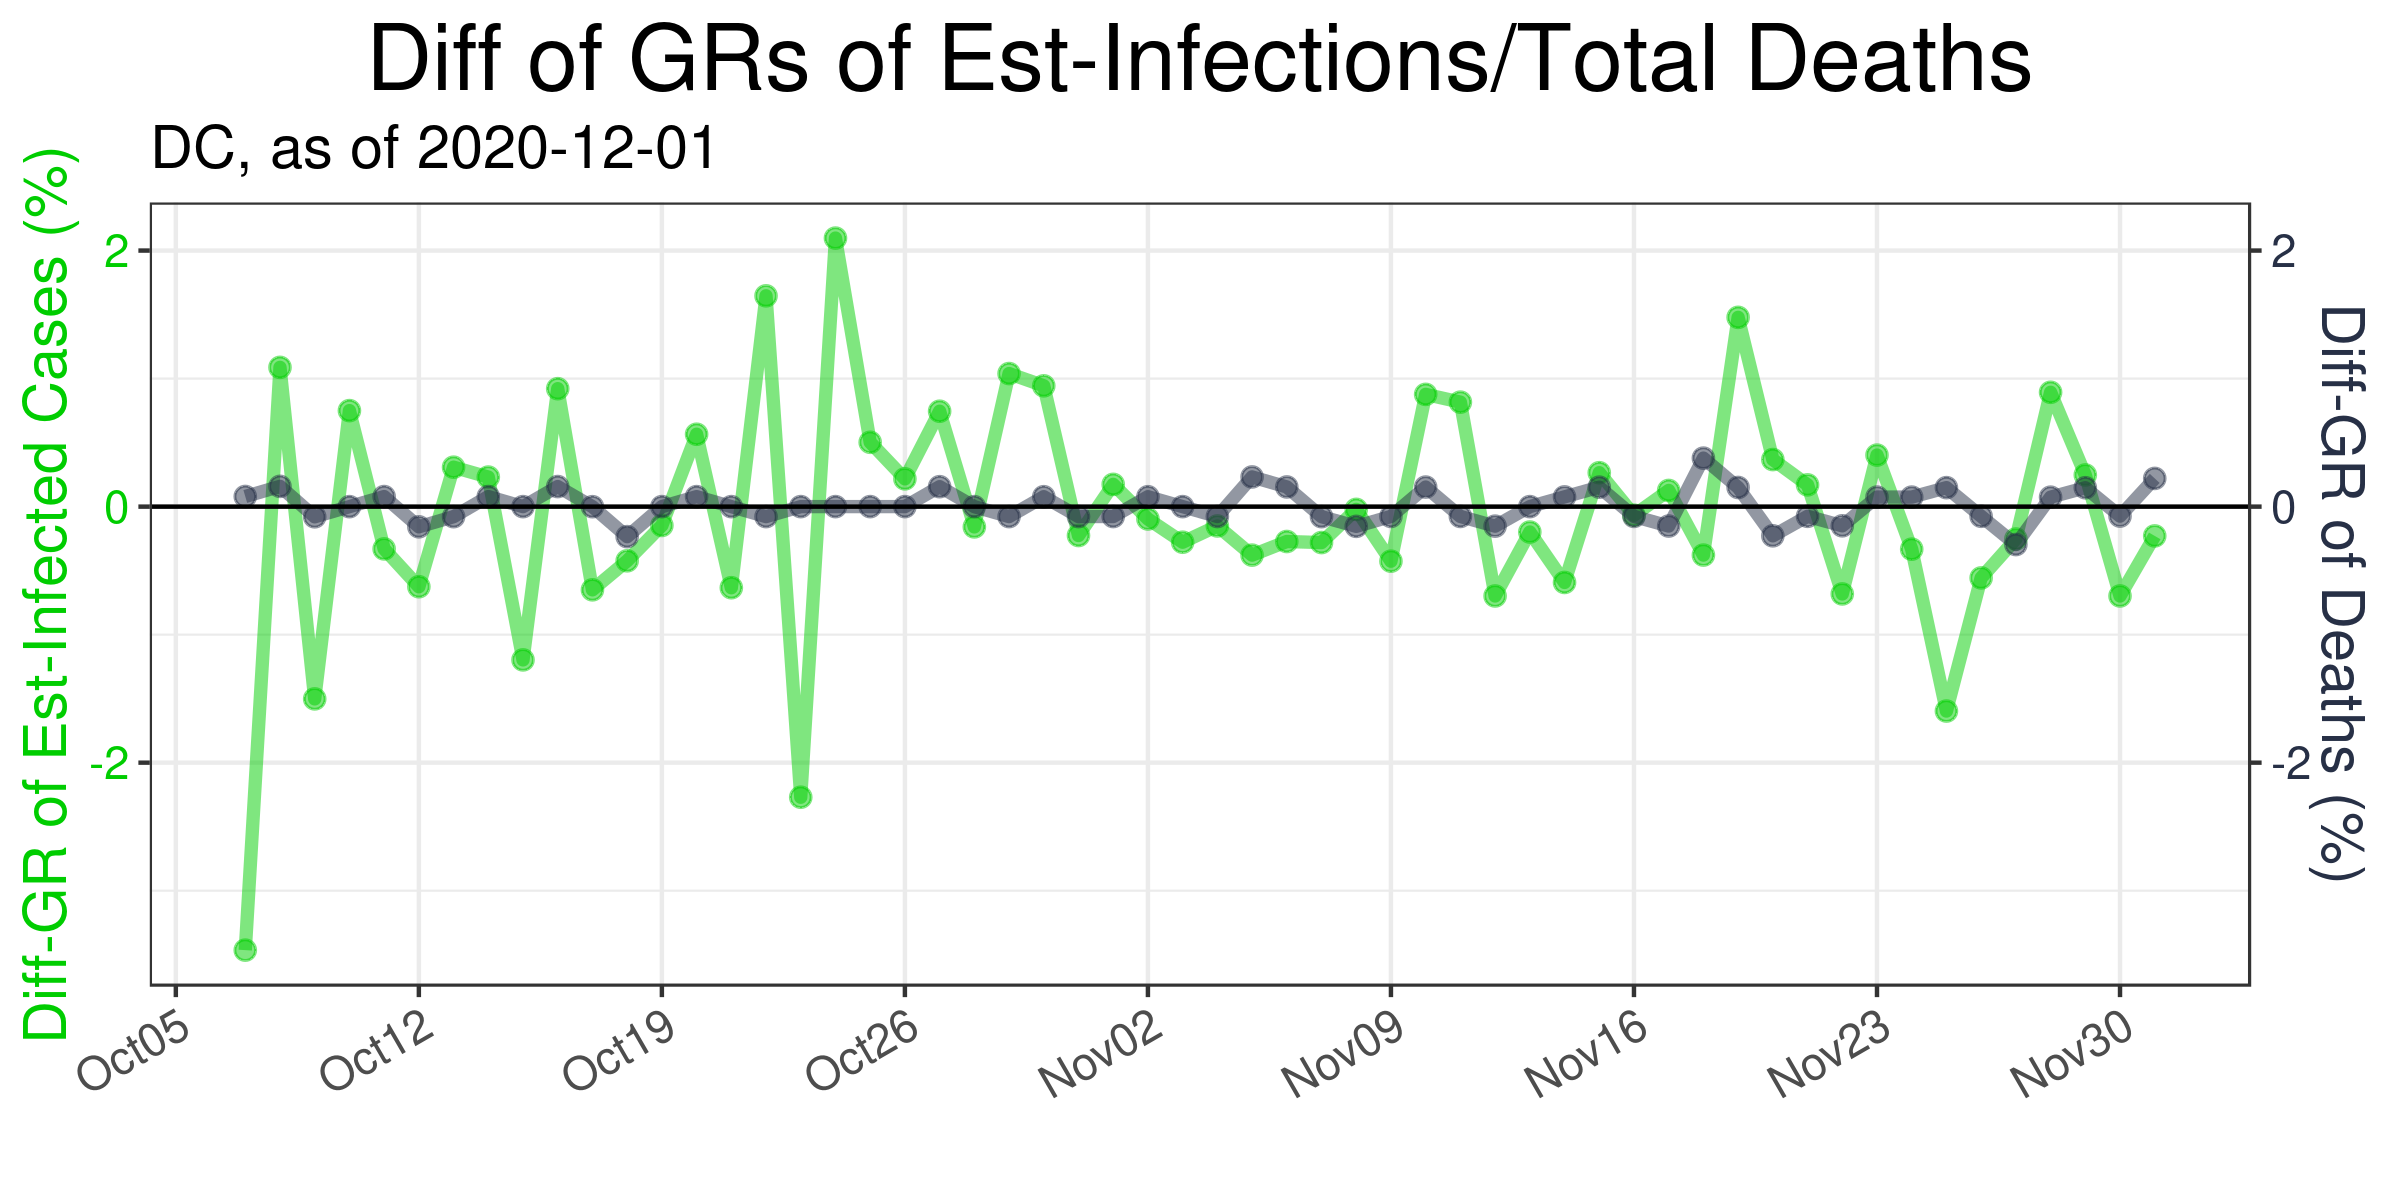 Diff of GRs of Est-Infections/Total Deaths
DC, as of 2020-12-01
Diff-GR of Est-Infected Cases (%)
2
0
-2
2
0
-2
Diff-GR of Deaths (%)
Oct05
Oct12
Oct19
Oct26
Nov02
Nov09
Nov16
Nov23
Nov30